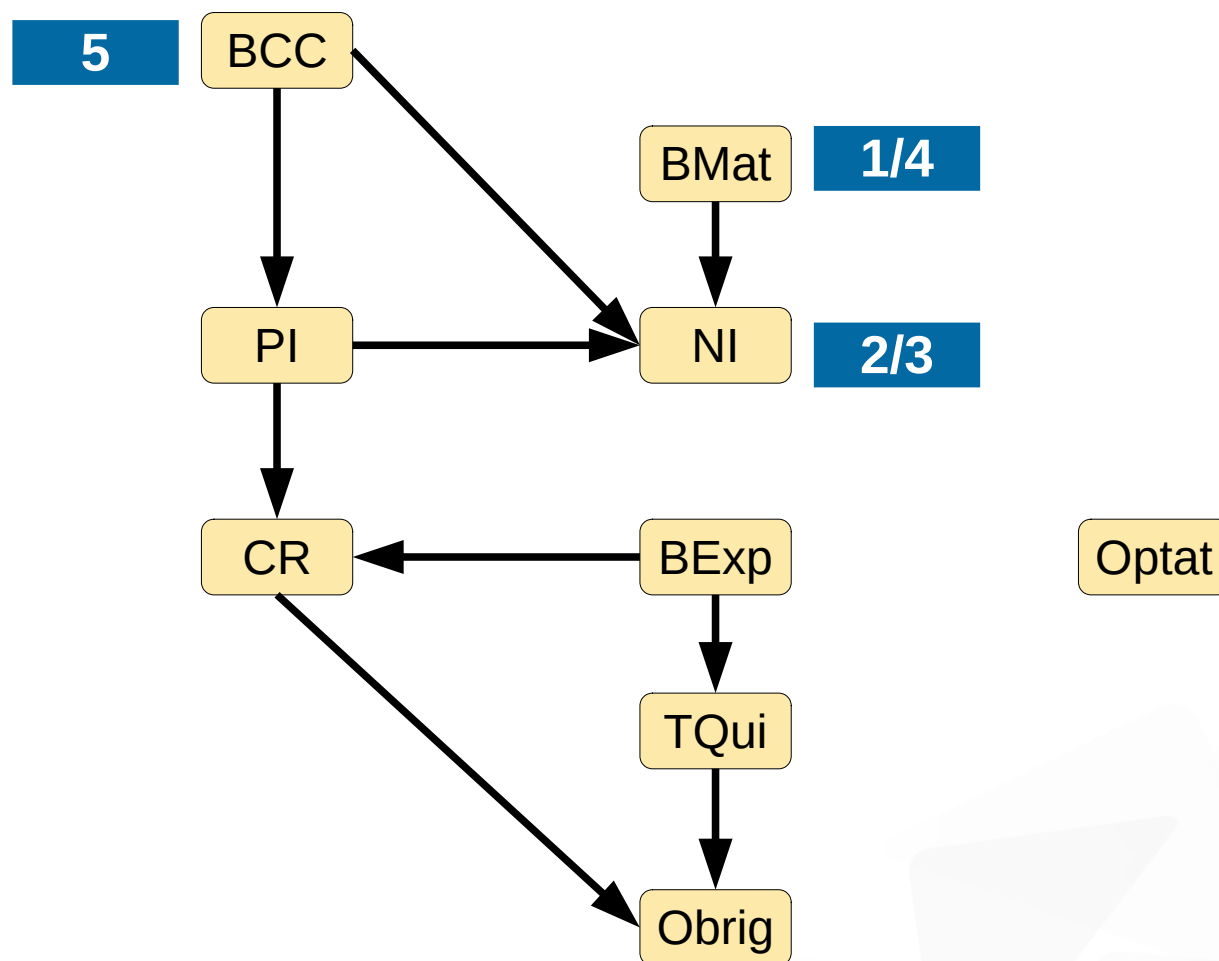 5
BCC
BMat
1/4
PI
NI
2/3
CR
BExp
Optat
TQui
Obrig